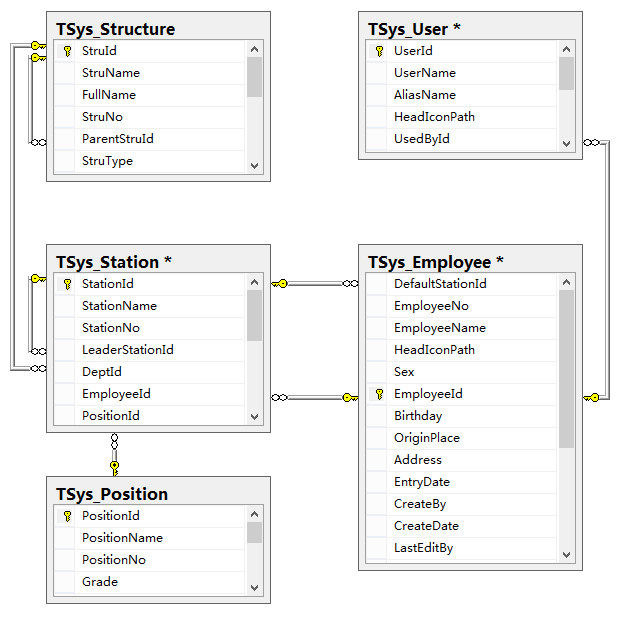 TSys_Structure
StruId
StruName
FullName
StruNo
ParentStruId
StruType
TSys_User *
UserId
UserName
AliasName
HeadIconPath
UsedById
TSys_Station *
StationId
StationName
StationNo
LeaderStationId
DeptId
EmployeeId
PositionId
TSys_Employee *
DefaultStationId
EmployeeNo
EmployeeName
HeadIconPath
Sex
EmployeeId
Birthday
OriginPlace
Address
EntryDate
CreateBy
CreateDate
LastEditBy
TSys_Position
PositionId
PositionName
PositionNo
Grade